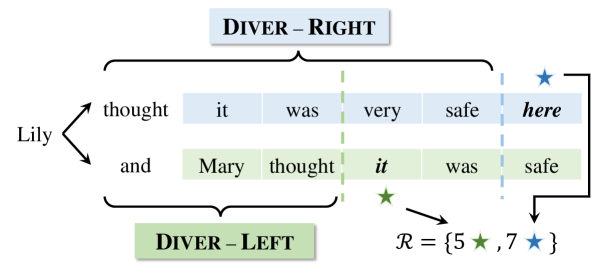 DIVER – RIGHT
thought it was very safe here
Lily
and Mary thought it was safe
DIVER – LEFT
ℛ = {5 ★ , 7 ★ }